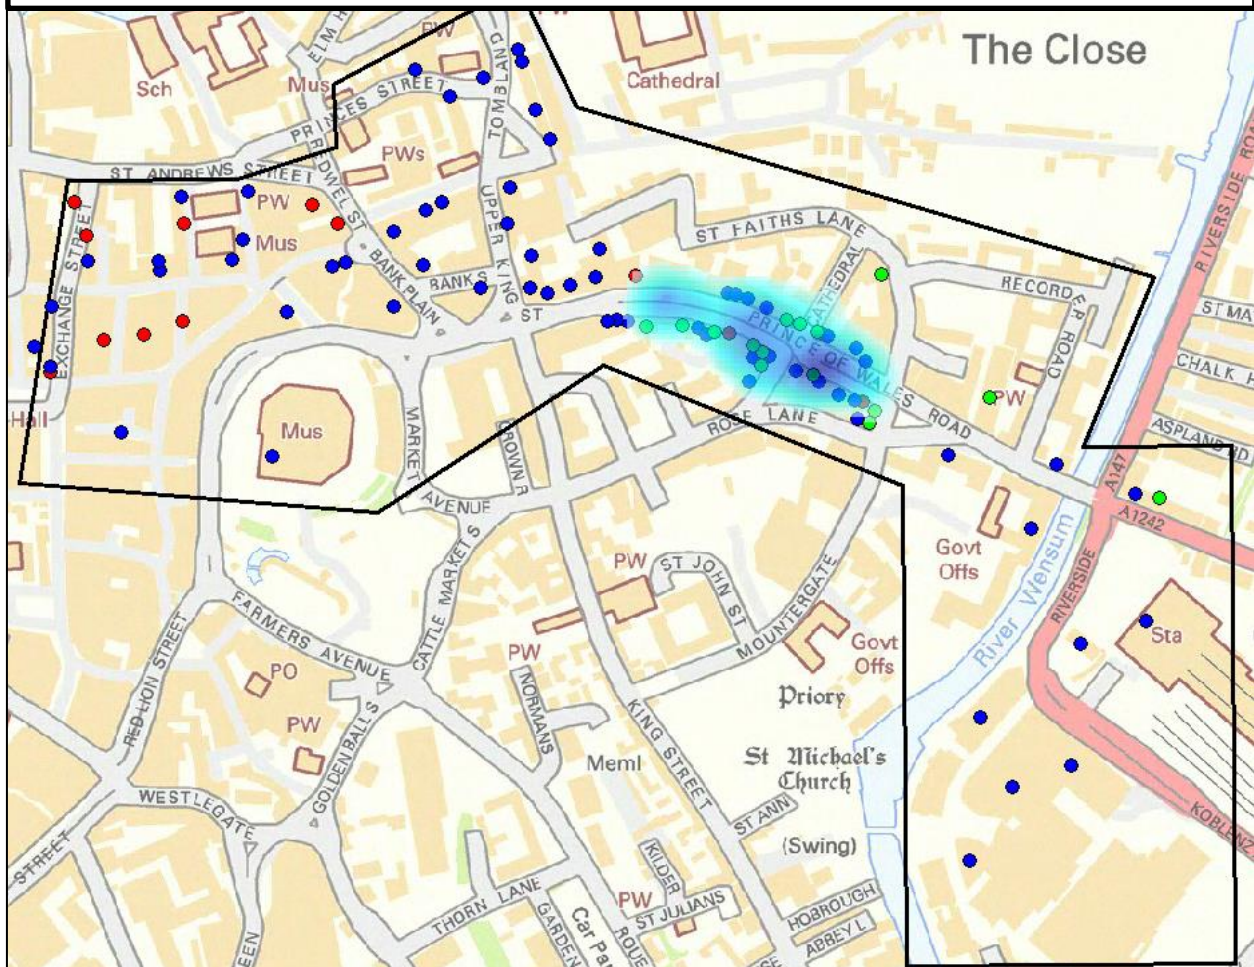 The Close
ELM H
PW
TOMBLAND
Cathedral
Sch
Mus
PRINCES STREET
PWs
ST ANDREWS STREET
REDWEL ST
PW
Mus
UPPER KING
ST
ST FAITHS LANE
CATHEDRAL
RIVERSIDE RO
RECORDER ROAD
ST MA
EXCHANGE STREET
BANK PLAIN
BANK S
PRINCE OF WALES ROAD
CHALK H
PW
Hall
Mus
MARKET AVENUE
CROWN R
ROSE LANE
ASPLAND RD
A147
A1242
Govt
Offs
CATTLE MARKET S
PW
ST JOHN ST
MOUNTERGATE
RIVERSIDE
River Wensum
Sta
FARMERS AVENUE
RED LION STREET
PO
PW
Govt
Offs
PW
NORMANS
Priory
KING STREET
GOLDEN BALL S
Meml
St Michael's
Church
WESTLEGATE
ST ANN
(Swing)
KOBLENZ
STREET
KILDER
PW
ST JULIANS
THORN LANE
GARDEN
Car Par
ROUE
HOBROUGH
ABBEY L
EEN